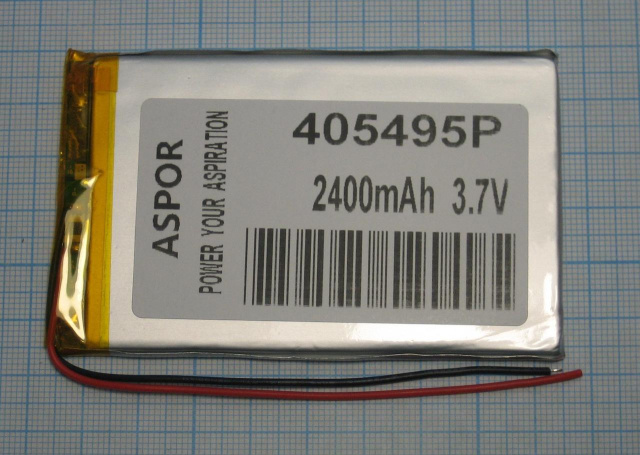 ASPOR
POWER YOUR ASPIRATION
405495P
2400mAh 3.7V